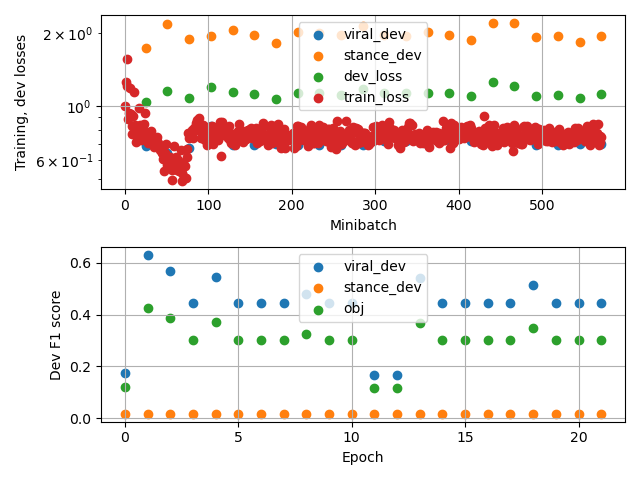 Training, dev losses
2 × 10⁰
10⁰
6 × 10⁻¹
viral_dev
stance_dev
dev_loss
train_loss
0 100 200 300 400 500
Minibatch
Dev F1 score
0.6
0.4
0.2
0.0
viral_dev
stance_dev
obj
0 5 10 15 20
Epoch